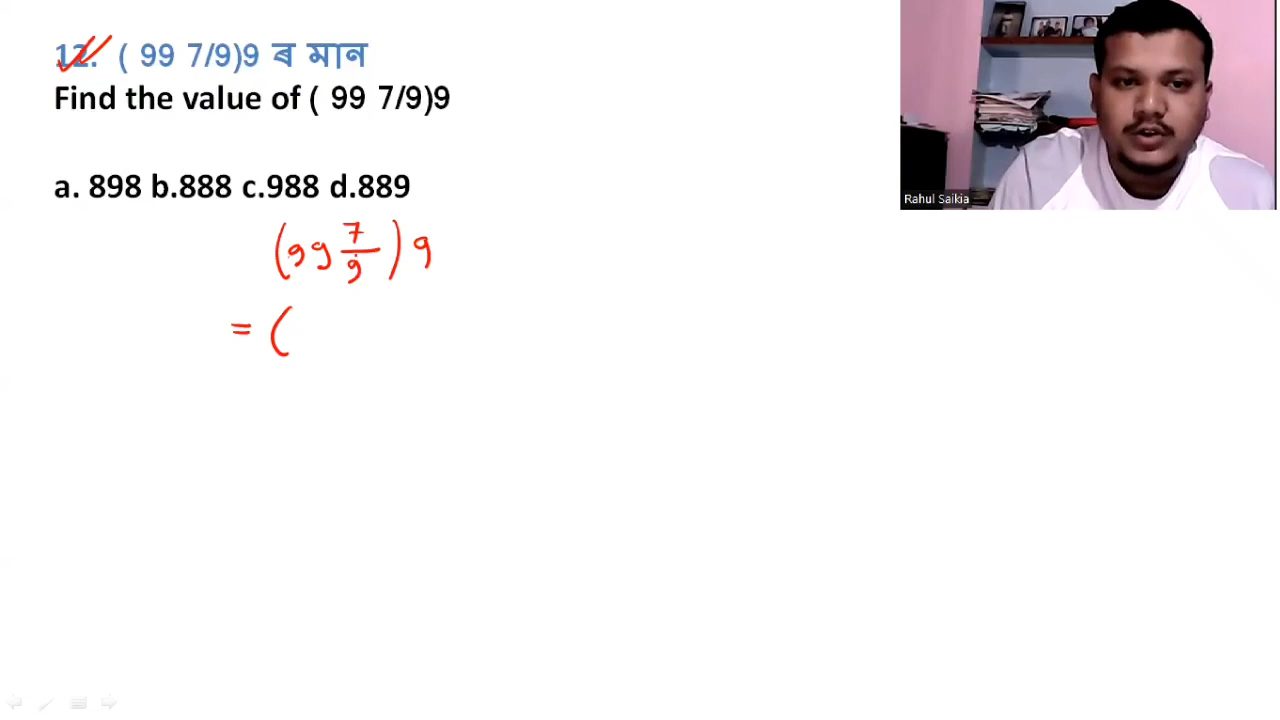 12. ( 99 7/9)9 ৰ মান
Find the value of ( 99 7/9)9
a. 898 b.888 c.988 d.889
(99 7/9) 9
= (
Rahul Saikia